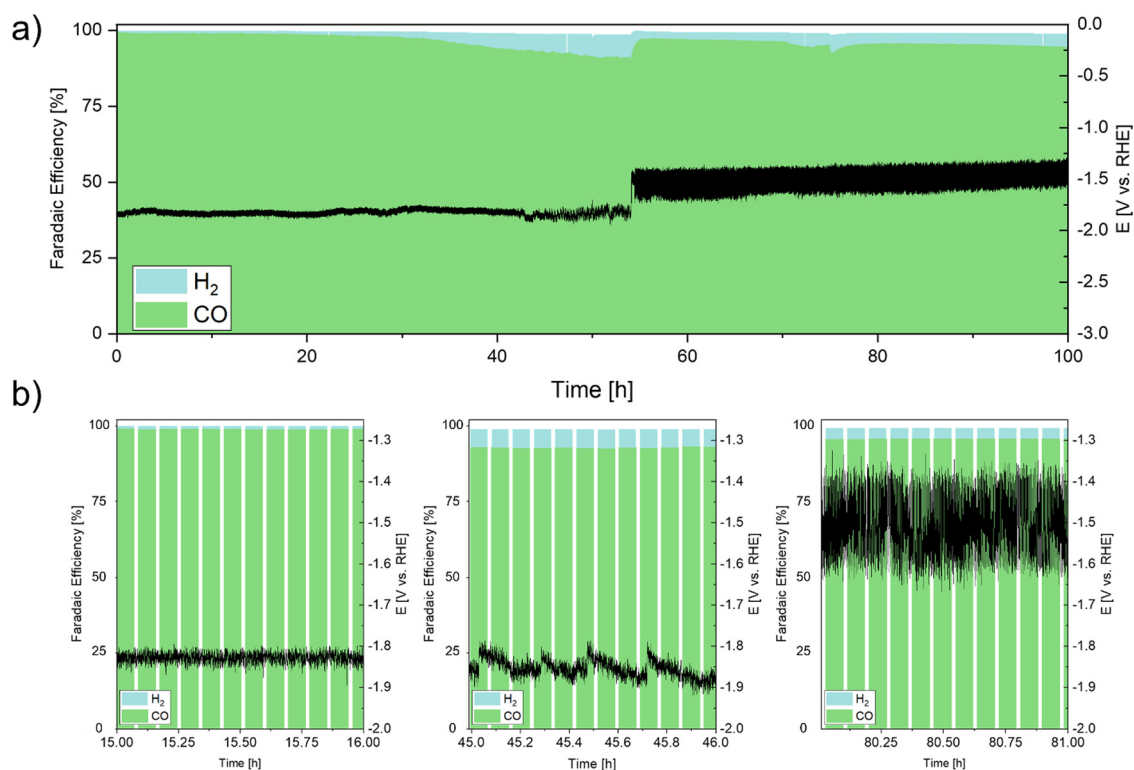 a)
Faradaic Efficiency [%]
100
75
50
25
0
0.0
-0.5
-1.0
-1.5
-2.0
-2.5
-3.0
E [V vs. RHE]
H₂
CO
0 20 40 60 80 100
Time [h]
b)
Faradaic Efficiency [%]
100
75
50
25
0
-1.3
-1.4
-1.5
-1.6
-1.7
-1.8
-1.9
-2.0
E [V vs. RHE]
H₂
CO
15.00 15.25 15.50 15.75 16.00
Time [h]
Faradaic Efficiency [%]
100
75
50
25
0
-1.3
-1.4
-1.5
-1.6
-1.7
-1.8
-1.9
-2.0
E [V vs. RHE]
H₂
CO
45.0 45.2 45.4 45.6 45.8 46.0
Time [h]
Faradaic Efficiency [%]
100
75
50
25
0
-1.3
-1.4
-1.5
-1.6
-1.7
-1.8
-1.9
-2.0
E [V vs. RHE]
H₂
CO
80.25 80.50 80.75 81.00
Time [h]